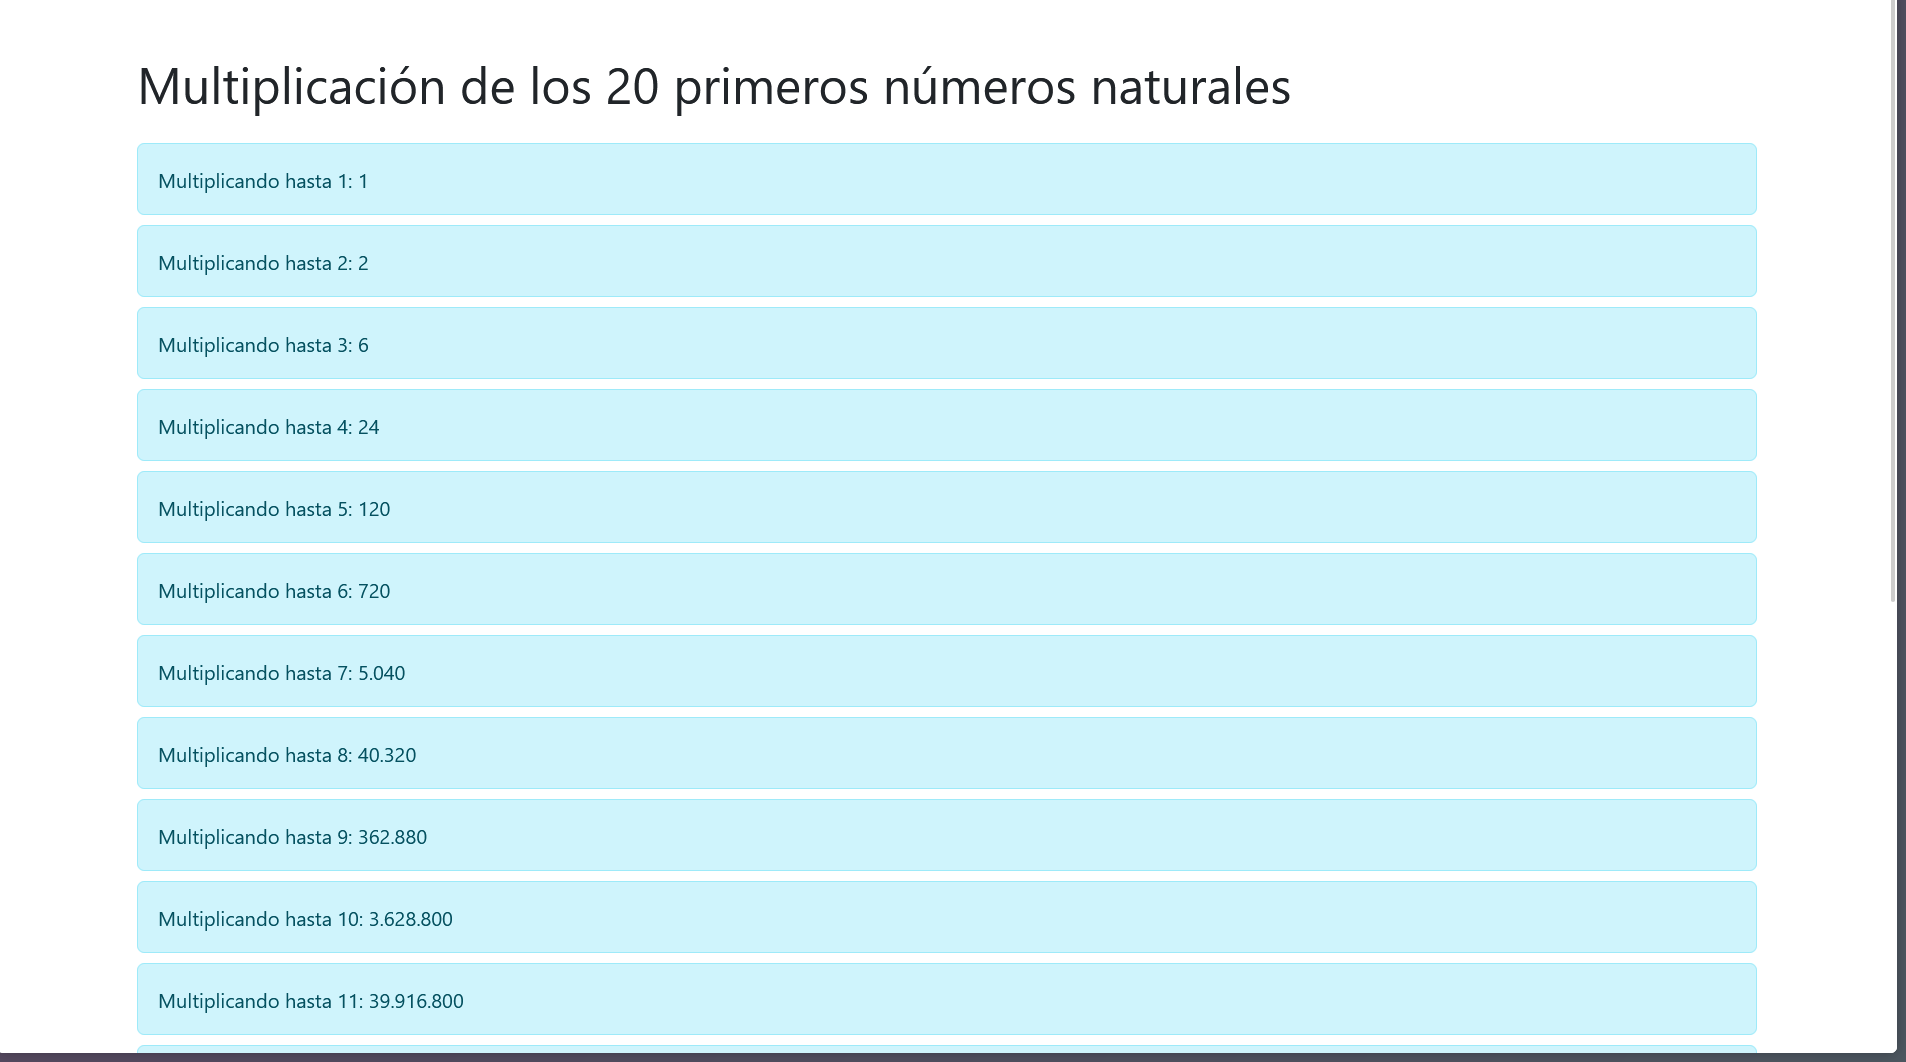 Multiplicación de los 20 primeros números naturales
Multiplicando hasta 1: 1
Multiplicando hasta 2: 2
Multiplicando hasta 3: 6
Multiplicando hasta 4: 24
Multiplicando hasta 5: 120
Multiplicando hasta 6: 720
Multiplicando hasta 7: 5.040
Multiplicando hasta 8: 40.320
Multiplicando hasta 9: 362.880
Multiplicando hasta 10: 3.628.800
Multiplicando hasta 11: 39.916.800